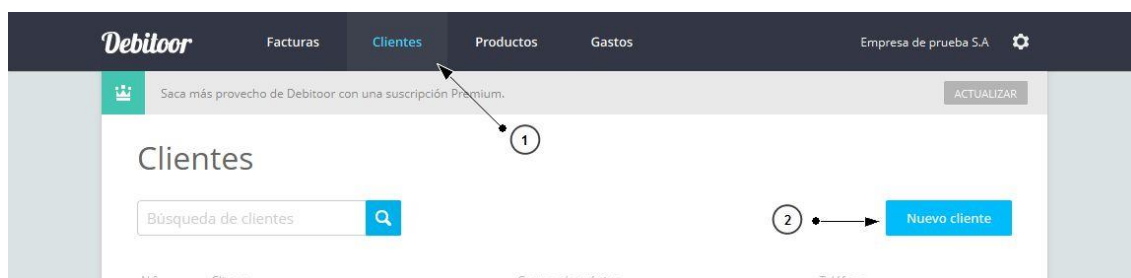 Debitoor Facturas Clientes Productos Gastos Empresa de prueba S.A
Saca más provecho de Debitoor con una suscripción Premium. ACTUALIZAR
1
Clientes
Búsqueda de clientes
2 Nuevo cliente